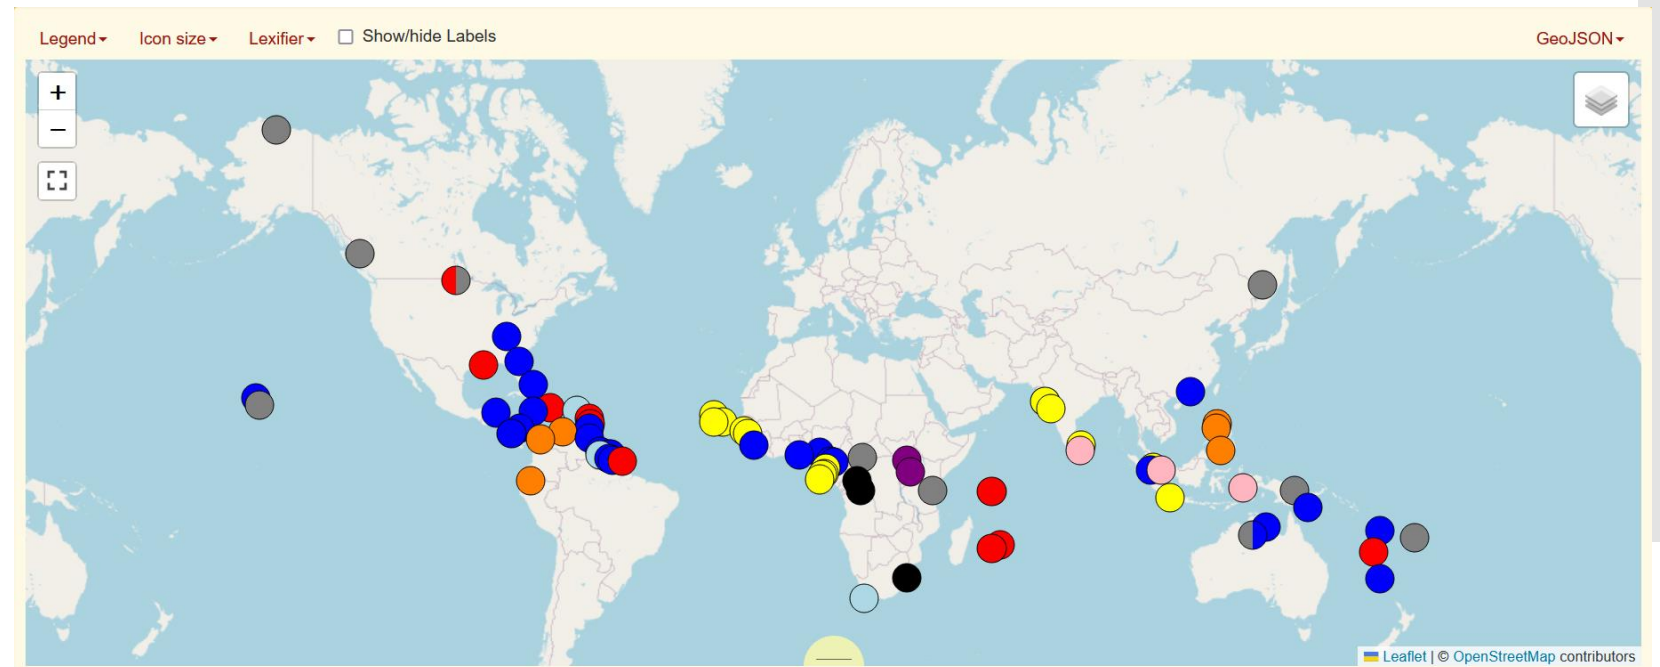 Legend Icon size Lexifier Show/hide Labels GeoJSON
+
−
Leaflet | © OpenStreetMap contributors